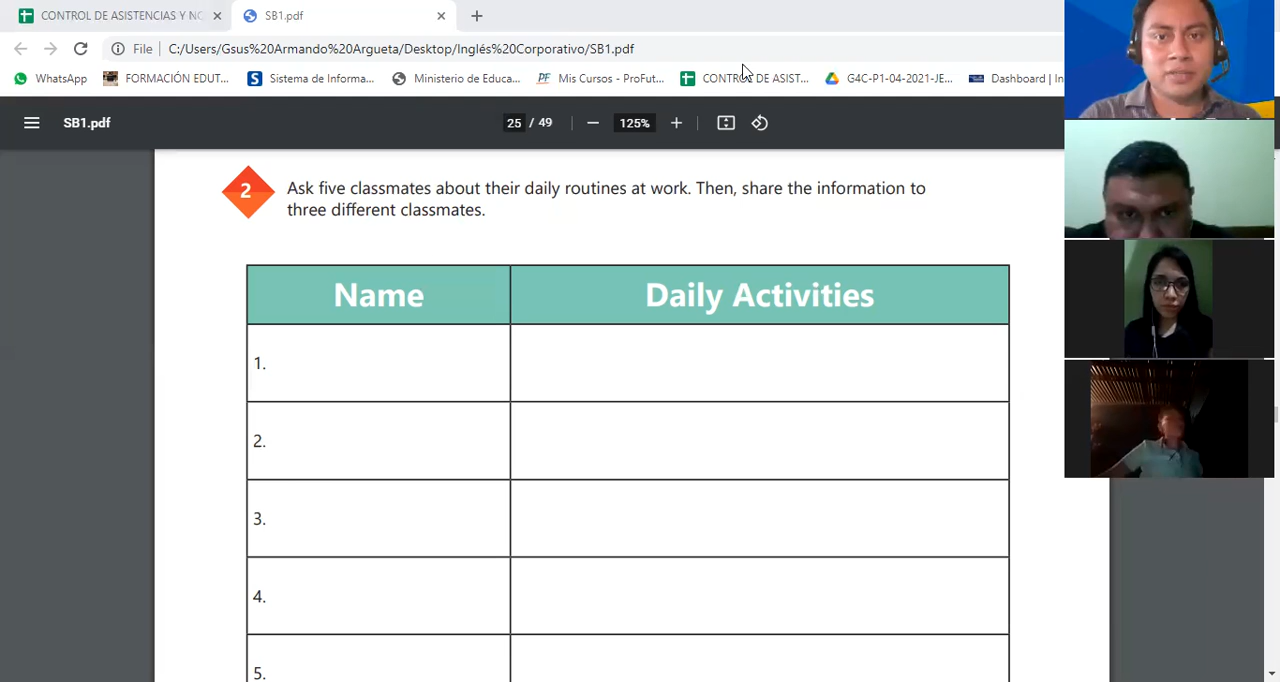 CONTROL DE ASISTENCIAS Y NO
SB1.pdf
File
C:/Users/Gsus%20Armando%20Argueta/Desktop/Inglés%20Corporativo/SB1.pdf
WhatsApp
FORMACIÓN EDUT...
Sistema de Informa...
Ministerio de Educa...
Mis Cursos - ProFut...
CONTROL DE ASIST...
G4C-P1-04-2021-JE...
Dashboard | In
SB1.pdf
25 / 49
125%
2
Ask five classmates about their daily routines at work. Then, share the information to
three different classmates.
Name
Daily Activities
1.
2.
3.
4.
5.